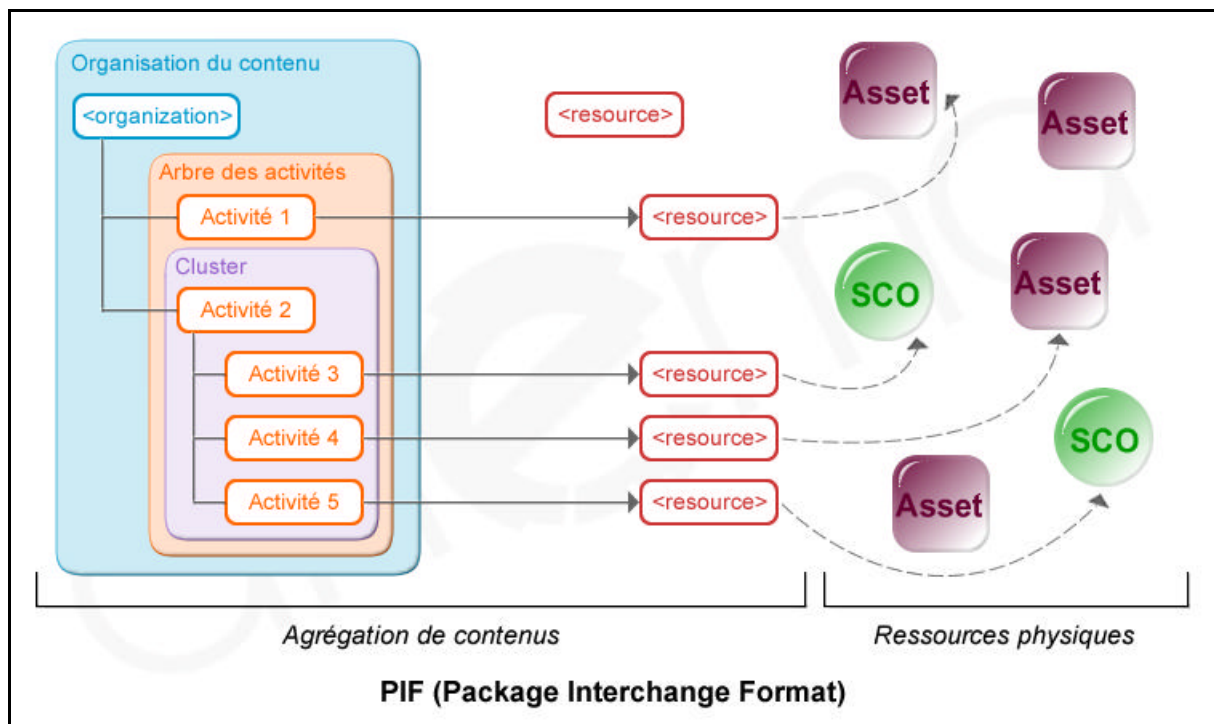 Organisation du contenu
<organization>
<resource>
Asset
Asset
Arbre des activités
Activité 1
<resource>
Cluster
Activité 2
SCO
Asset
Activité 3
<resource>
Activité 4
<resource>
SCO
Activité 5
<resource>
Asset
Agrégation de contenus
Ressources physiques
PIF (Package Interchange Format)